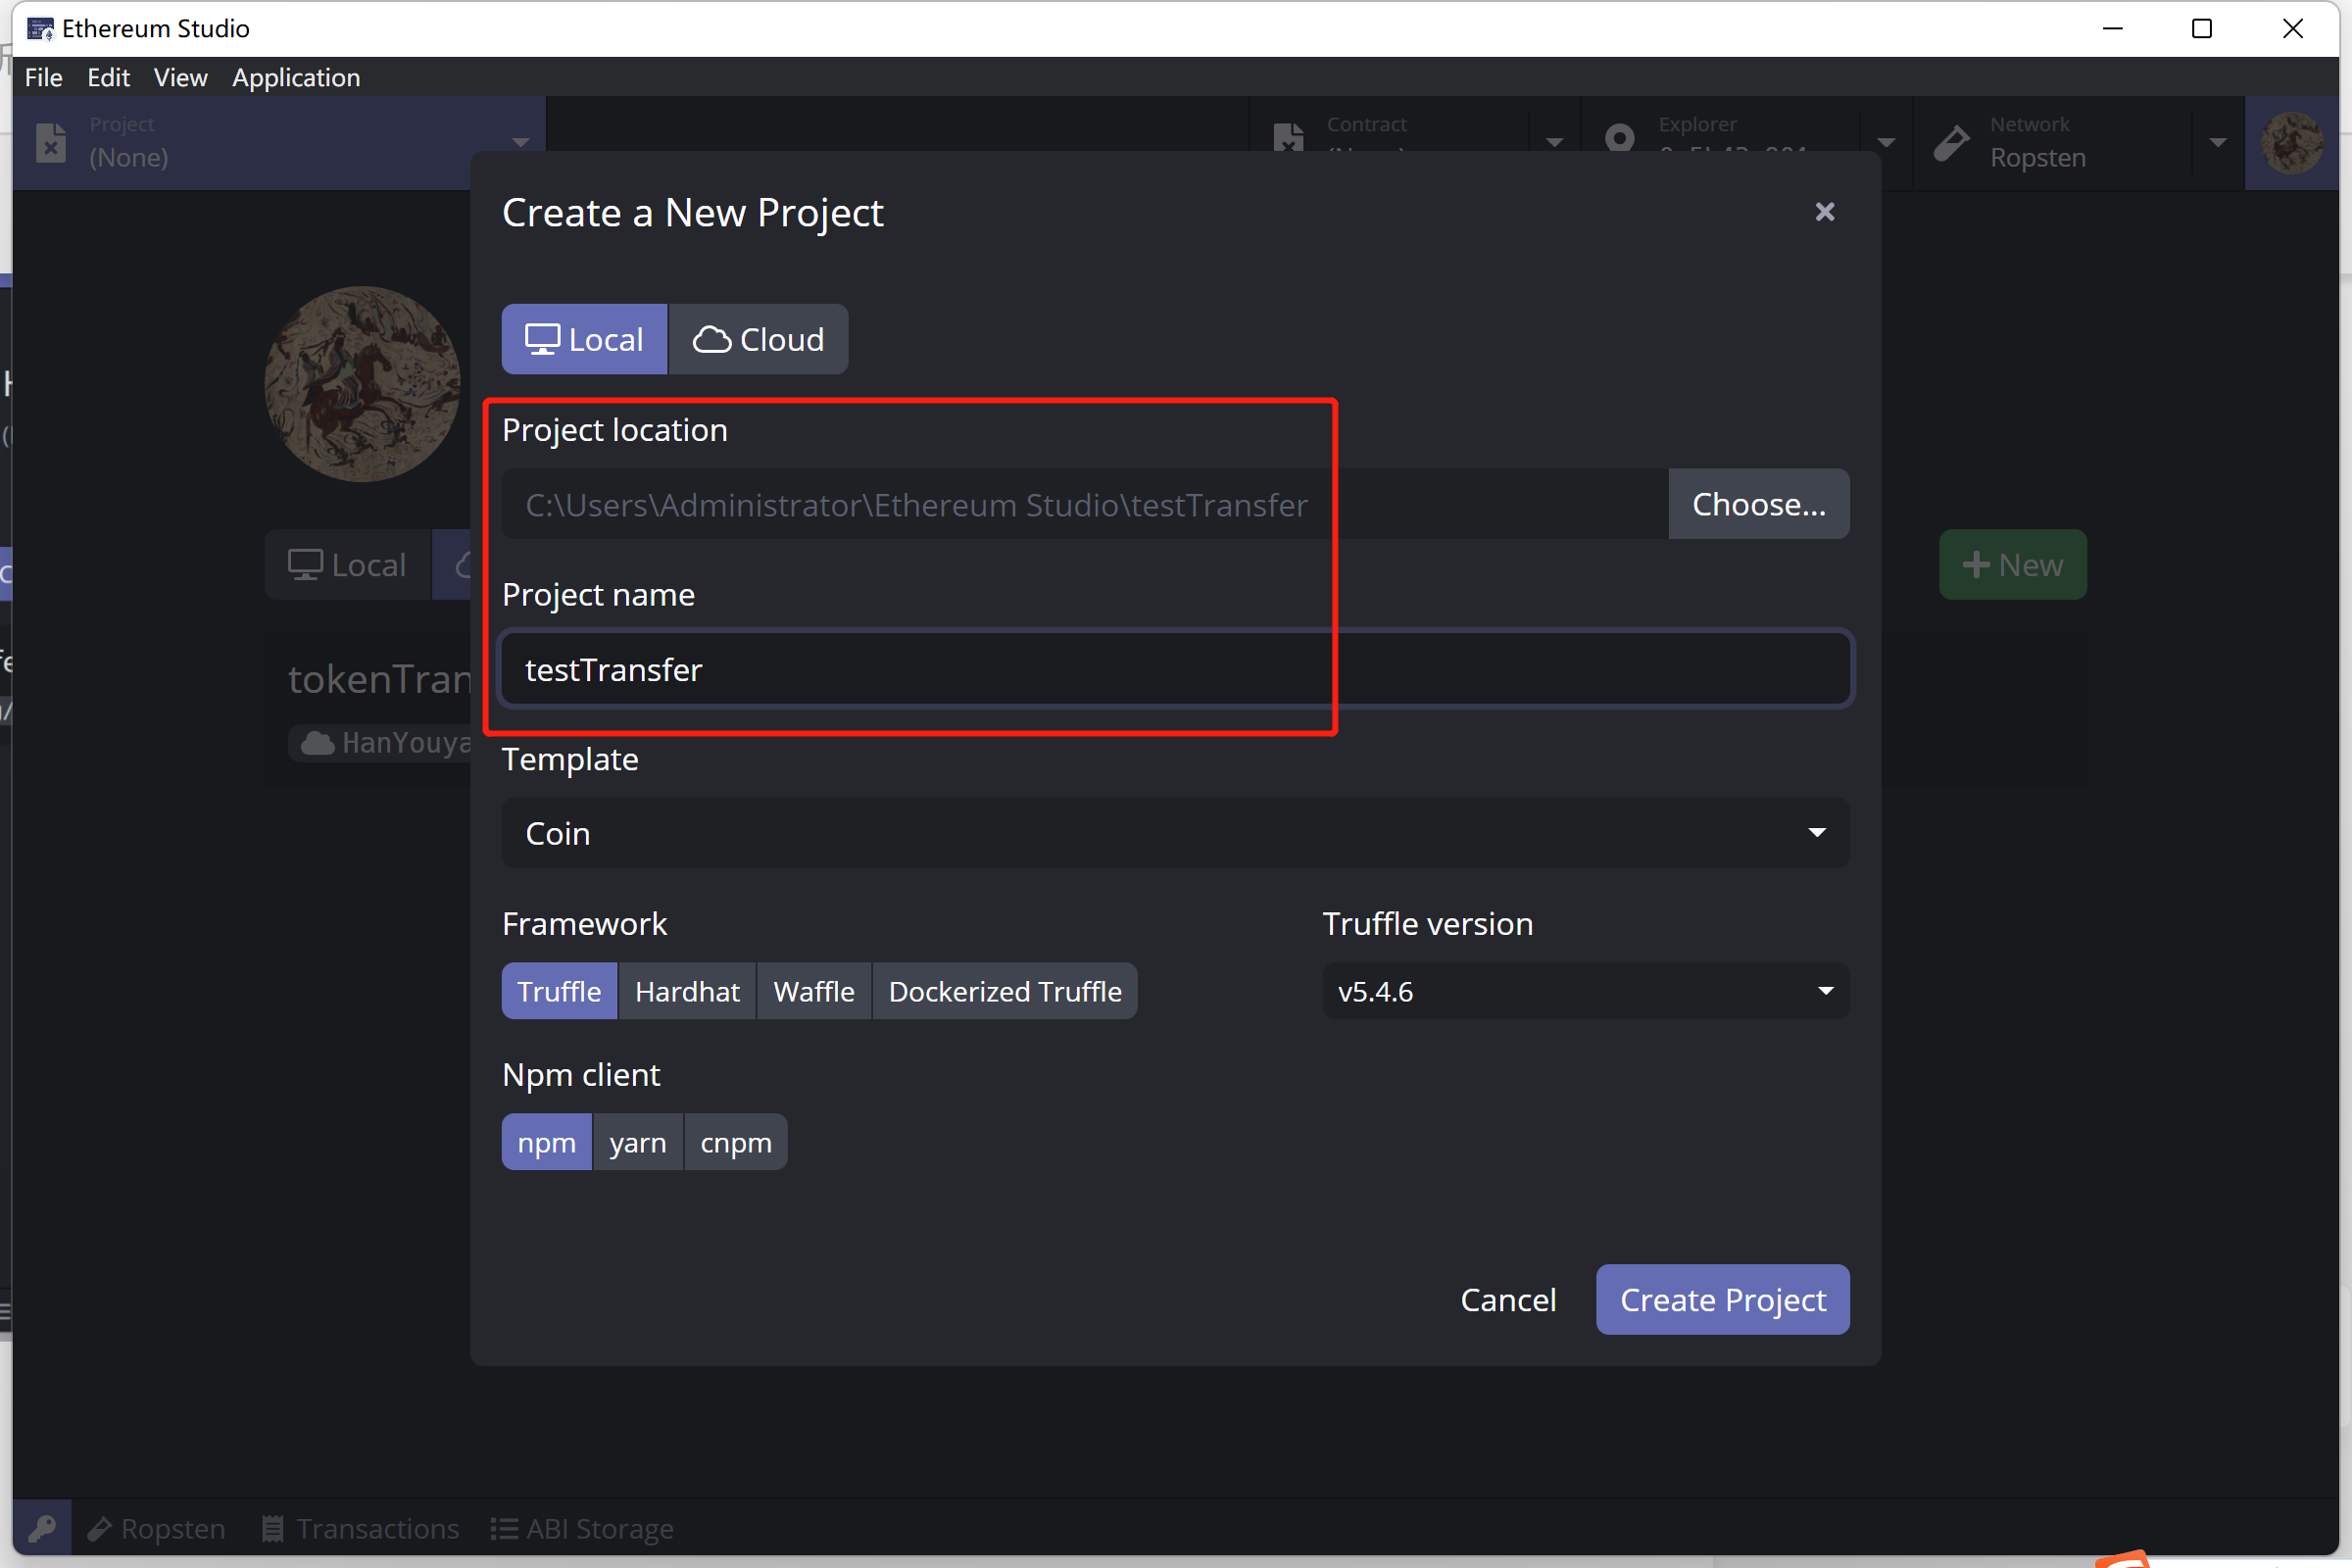 Ethereum Studio
File Edit View Application
Project
(None)
Contract
Explorer
Network
Ropsten
Create a New Project
Local Cloud
Project location
C:\Users\Administrator\Ethereum Studio\testTransfer
Choose...
Project name
testTransfer
Local
New
tokenTran
HanYouya
Template
Coin
Framework
Truffle version
Truffle Hardhat Waffle Dockerized Truffle
v5.4.6
Npm client
npm yarn cnpm
Cancel Create Project
Ropsten Transactions ABI Storage